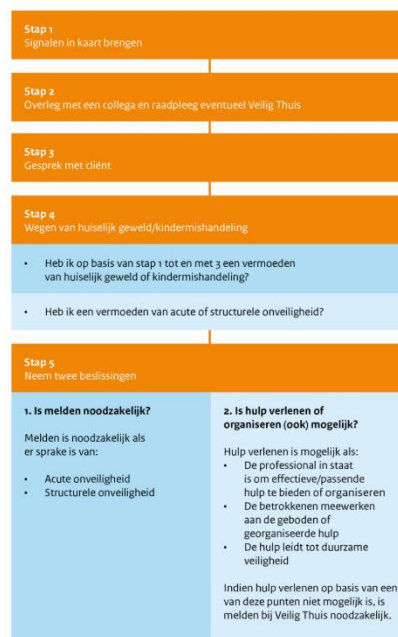 Stap 1
Signalen in kaart brengen
Stap 2
Overleg met een collega en raadpleeg eventueel Veilig Thuis
Stap 3
Gesprek met cliënt
Stap 4
Wegen van huiselijk geweld/kindermishandeling
• Heb ik op basis van stap 1 tot en met 3 een vermoeden
van huiselijk geweld of kindermishandeling?
• Heb ik een vermoeden van acute of structurele onveiligheid?
Stap 5
Neem twee beslissingen
1. Is melden noodzakelijk?
Melden is noodzakelijk als
er sprake is van:
• Acute onveiligheid
• Structurele onveiligheid
2. Is hulp verlenen of
organiseren (ook) mogelijk?
Hulp verlenen is mogelijk als:
• De professional in staat
is om effectieve/passende
hulp te bieden of organiseren
• De betrokkenen meewerken
aan de geboden of
georganiseerde hulp
• De hulp leidt tot duurzame
veiligheid
Indien hulp verlenen op basis van een
van deze punten niet mogelijk is, is
melden bij Veilig Thuis noodzakelijk.